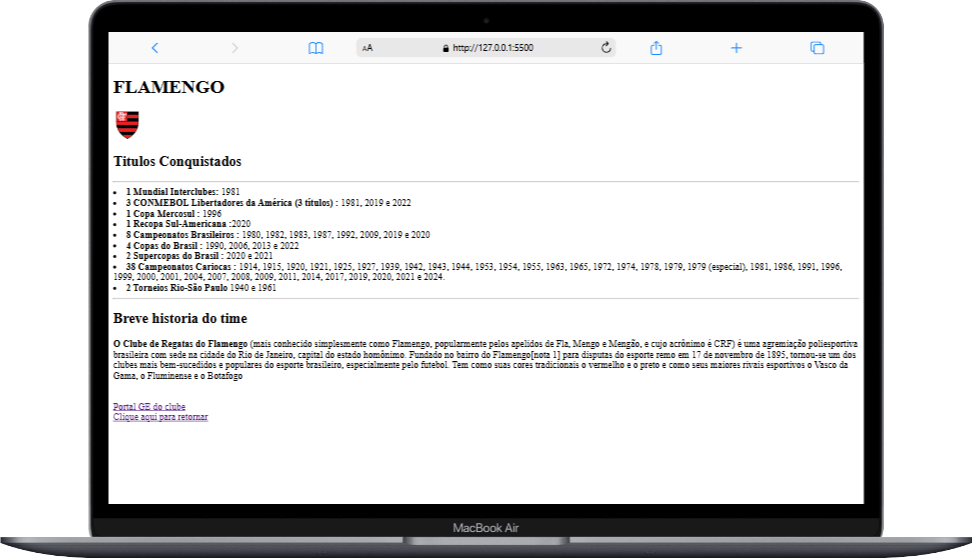 AA http://127.0.0.1:5500
FLAMENGO
Titulos Conquistados
• 1 Mundial Interclubes: 1981
• 3 CONMEBOL Libertadores da América (3 títulos) : 1981, 2019 e 2022
• 1 Copa Mercosul : 1996
• 1 Recopa Sul-Americana :2020
• 8 Campeonatos Brasileiros : 1980, 1982, 1983, 1987, 1992, 2009, 2019 e 2020
• 4 Copas do Brasil : 1990, 2006, 2013 e 2022
• 2 Supercopas do Brasil : 2020 e 2021
• 38 Campeonatos Cariocas : 1914, 1915, 1920, 1921, 1925, 1927, 1939, 1942, 1943, 1944, 1953, 1954, 1955, 1963, 1965, 1972, 1974, 1978, 1979, 1979 (especial), 1981, 1986, 1991, 1996,
1999, 2000, 2001, 2004, 2007, 2008, 2009, 2011, 2014, 2017, 2019, 2020, 2021 e 2024.
• 2 Torneios Rio-São Paulo 1940 e 1961
Breve historia do time
O Clube de Regatas do Flamengo (mais conhecido simplesmente como Flamengo, popularmente pelos apelidos de Fla, Mengo e Mengão, e cujo acrônimo é CRF) é uma agremiação poliesportiva
brasileira com sede na cidade do Rio de Janeiro, capital do estado homônimo. Fundado no bairro do Flamengo[nota 1] para disputas do esporte remo em 17 de novembro de 1895, tornou-se um dos
clubes mais bem-sucedidos e populares do esporte brasileiro, especialmente pelo futebol. Tem como suas cores tradicionais o vermelho e o preto e como seus maiores rivais esportivos o Vasco da
Gama, o Fluminense e o Botafogo
Portal GE do clube
Clique aqui para retornar
MacBook Air